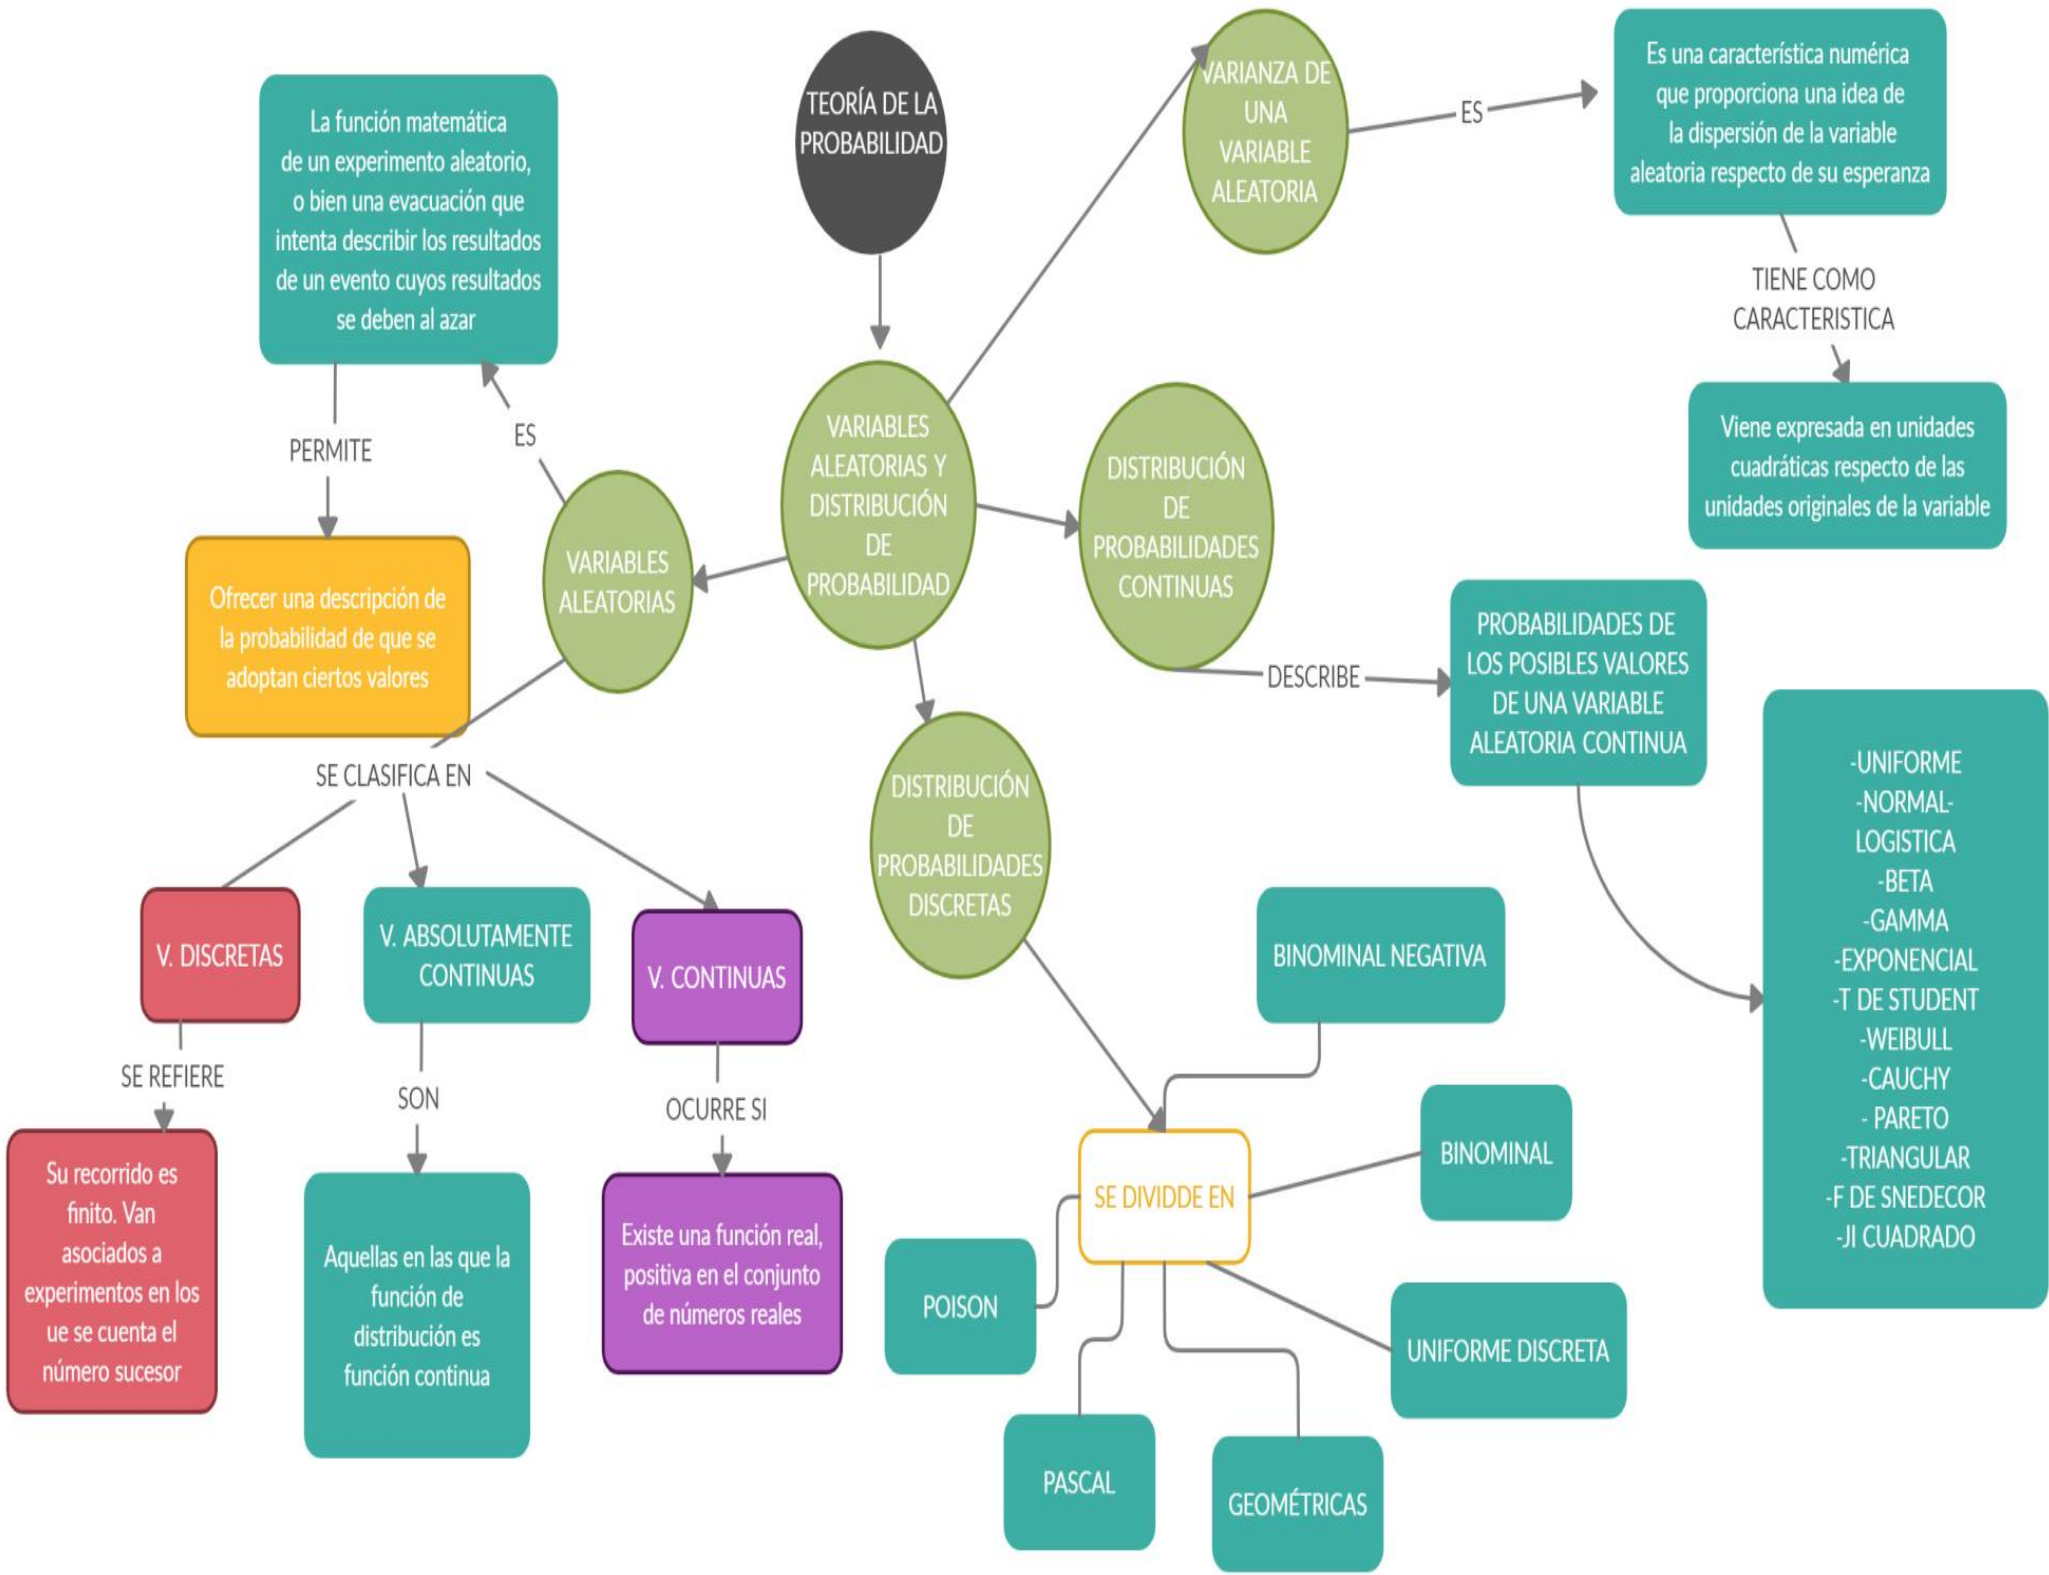 TEORÍA DE LA
PROBABILIDAD
VARIANZA DE
UNA
VARIABLE
ALEATORIA
ES
Es una característica numérica
que proporciona una idea de
la dispersión de la variable
aleatoria respecto de su esperanza
TIENE COMO
CARACTERISTICA
Viene expresada en unidades
cuadráticas respecto de las
unidades originales de la variable
La función matemática
de un experimento aleatorio,
o bien una evacuación que
intenta describir los resultados
de un evento cuyos resultados
se deben al azar
PERMITE
ES
Ofrecer una descripción de
la probabilidad de que se
adoptan ciertos valores
VARIABLES
ALEATORIAS
VARIABLES
ALEATORIAS Y
DISTRIBUCIÓN
DE
PROBABILIDAD
DISTRIBUCIÓN
DE
PROBABILIDADES
CONTINUAS
DESCRIBE
PROBABILIDADES DE
LOS POSIBLES VALORES
DE UNA VARIABLE
ALEATORIA CONTINUA
-UNIFORME
-NORMAL-
LOGISTICA
-BETA
-GAMMA
-EXPONENCIAL
-T DE STUDENT
-WEIBULL
-CAUCHY
- PARETO
-TRIANGULAR
-F DE SNEDECOR
-JI CUADRADO
SE CLASIFICA EN
V. DISCRETAS
V. ABSOLUTAMENTE
CONTINUAS
V. CONTINUAS
SE REFIERE
SON
OCURRE SI
Su recorrido es
finito. Van
asociados a
experimentos en los
ue se cuenta el
número sucesor
Aquellas en las que la
función de
distribución es
función continua
Existe una función real,
positiva en el conjunto
de números reales
DISTRIBUCIÓN
DE
PROBABILIDADES
DISCRETAS
BINOMINAL NEGATIVA
BINOMINAL
SE DIVIDDE EN
POISON
UNIFORME DISCRETA
PASCAL
GEOMÉTRICAS